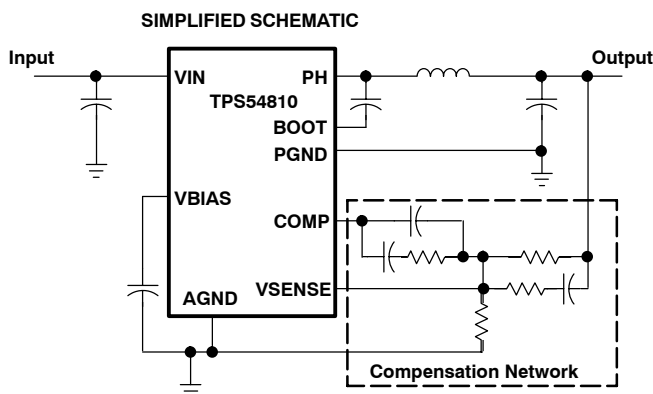 SIMPLIFIED SCHEMATIC
Input
Output
VIN
PH
TPS54810
BOOT
PGND
VBIAS
COMP
VSENSE
AGND
Compensation Network